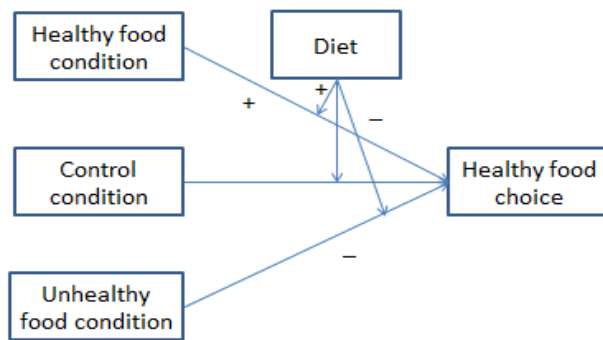 Healthy food
condition
Diet
+
+
–
Control
condition
Healthy food
choice
–
Unhealthy
food condition